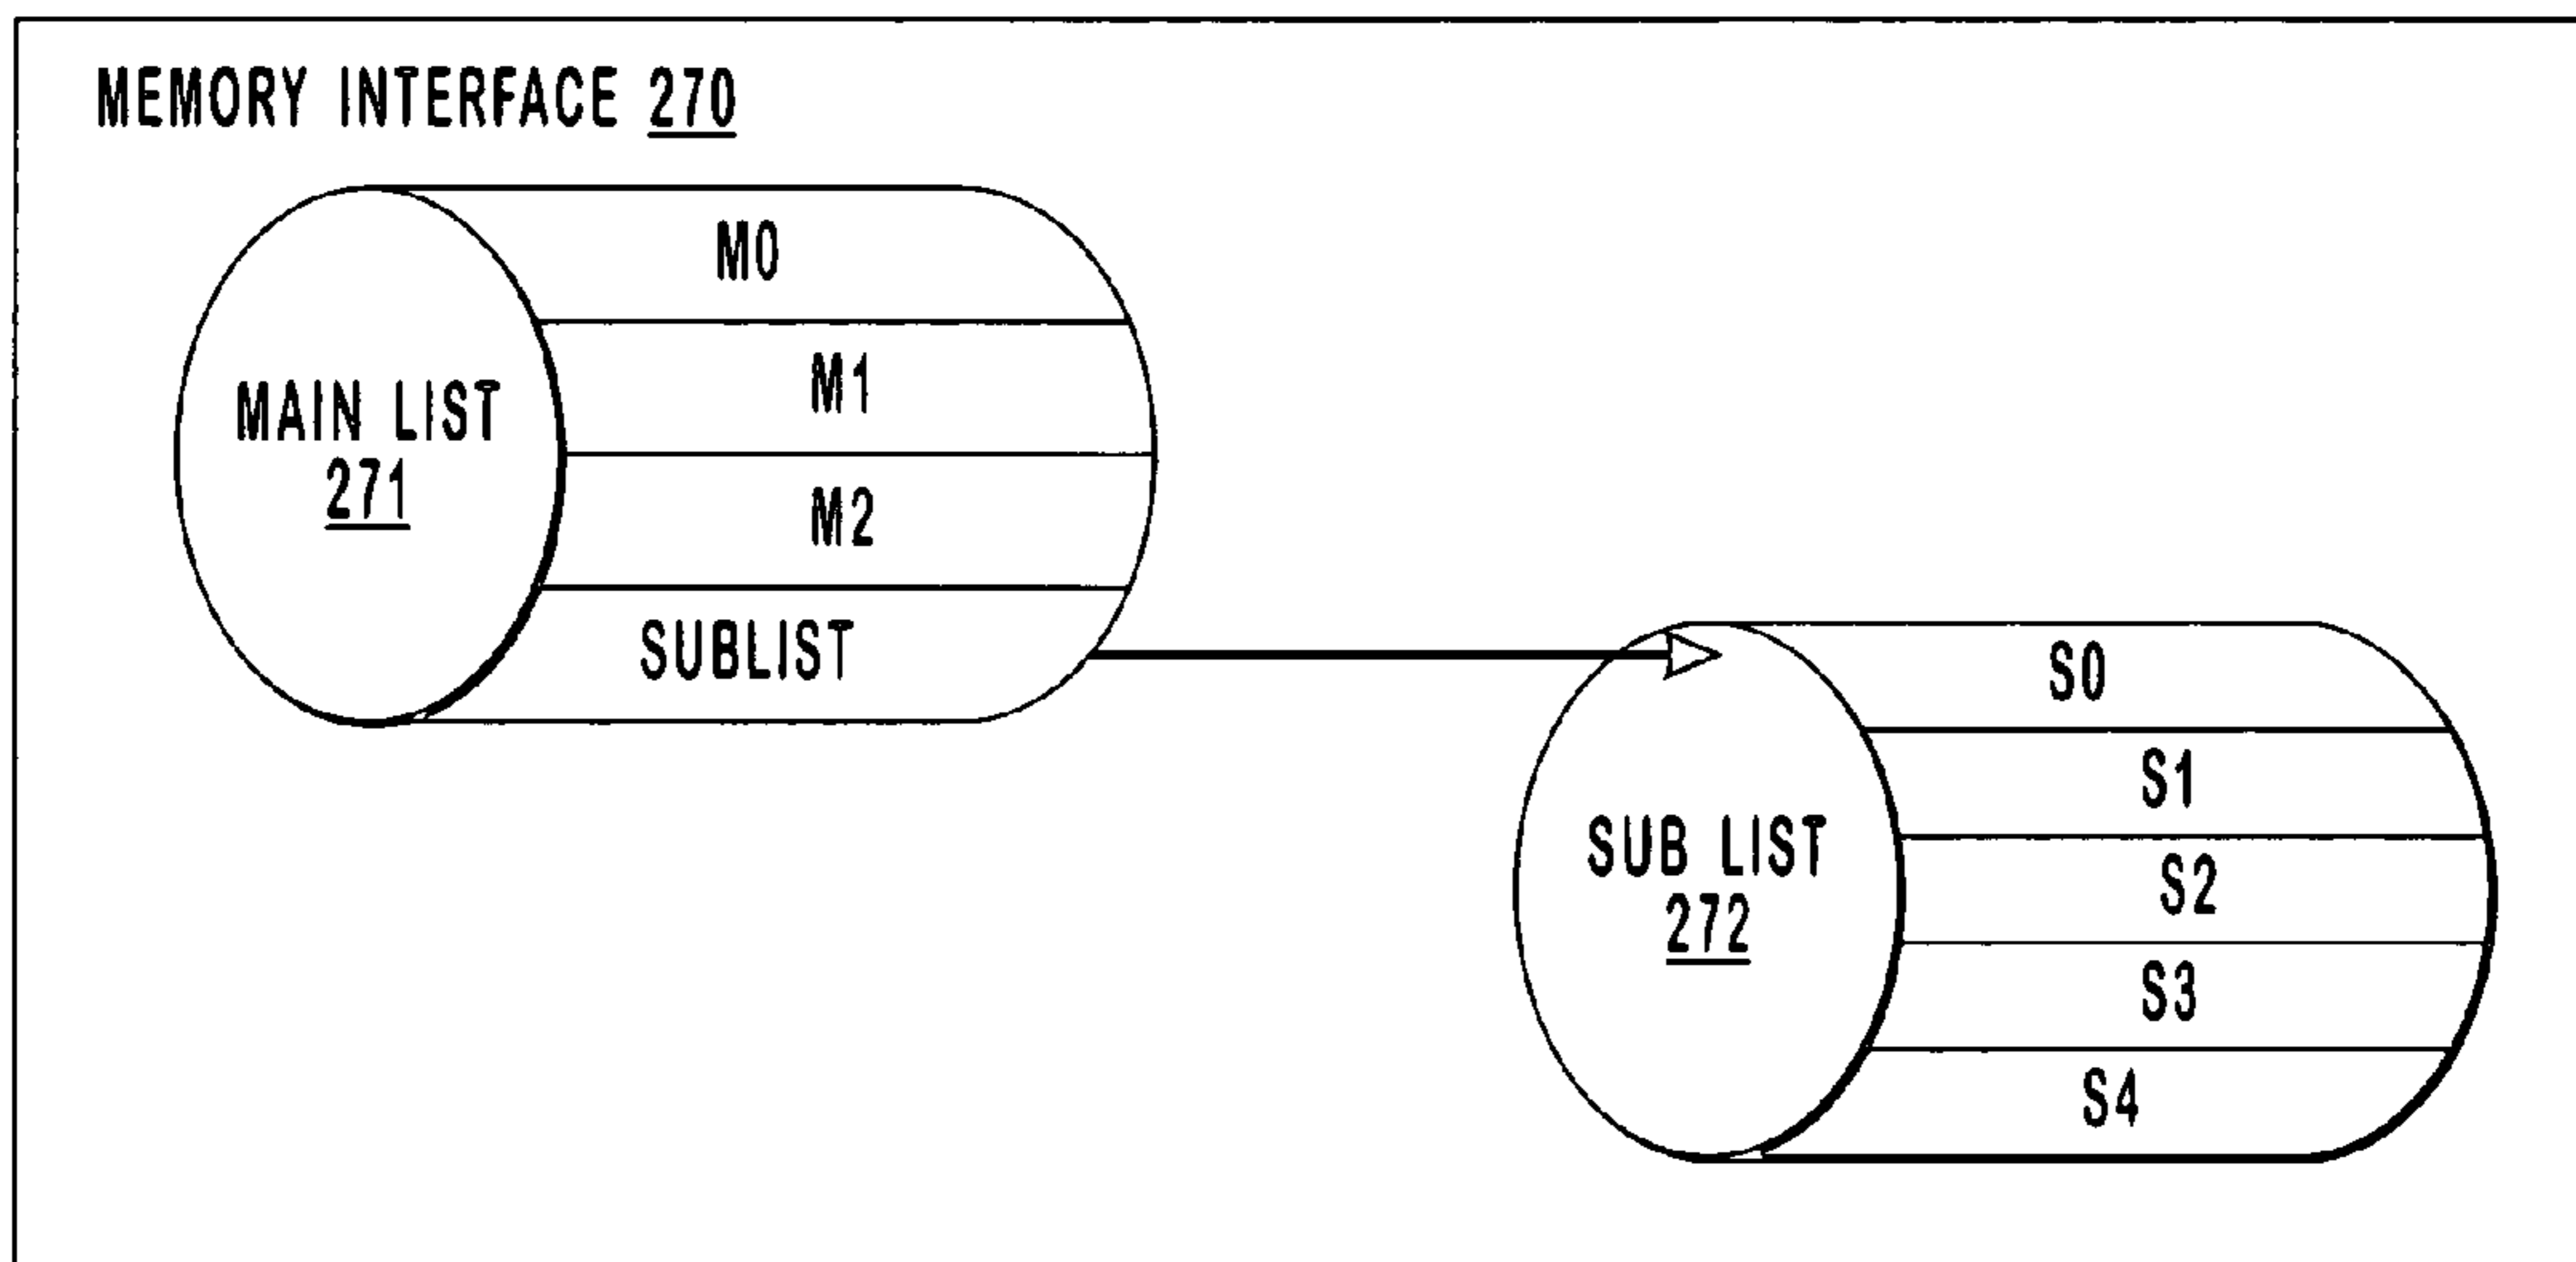 MEMORY INTERFACE 270
MAIN LIST
271
M0
M1
M2
SUBLIST
SUB LIST
272
S0
S1
S2
S3
S4